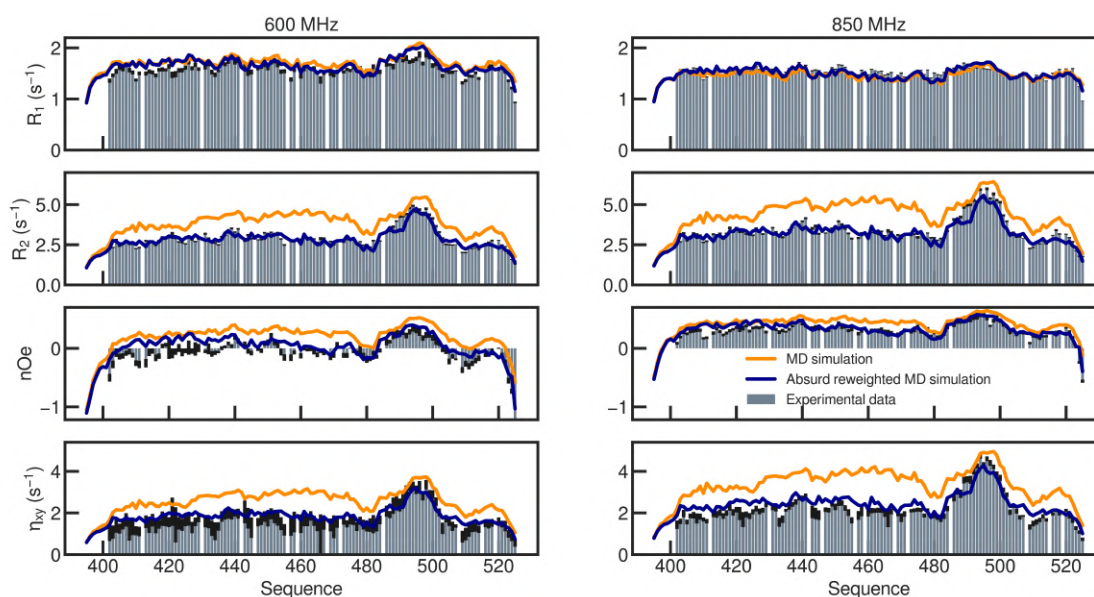 600 MHz
850 MHz
R1 (s−1)
2
1
0
2
1
0
R2 (s−1)
5.0
2.5
0.0
5.0
2.5
0.0
nOe
0
−1
0
−1
MD simulation
Absurd reweighted MD simulation
Experimental data
ηxy (s−1)
4
2
0
4
2
0
400 420 440 460 480 500 520
400 420 440 460 480 500 520
Sequence
Sequence